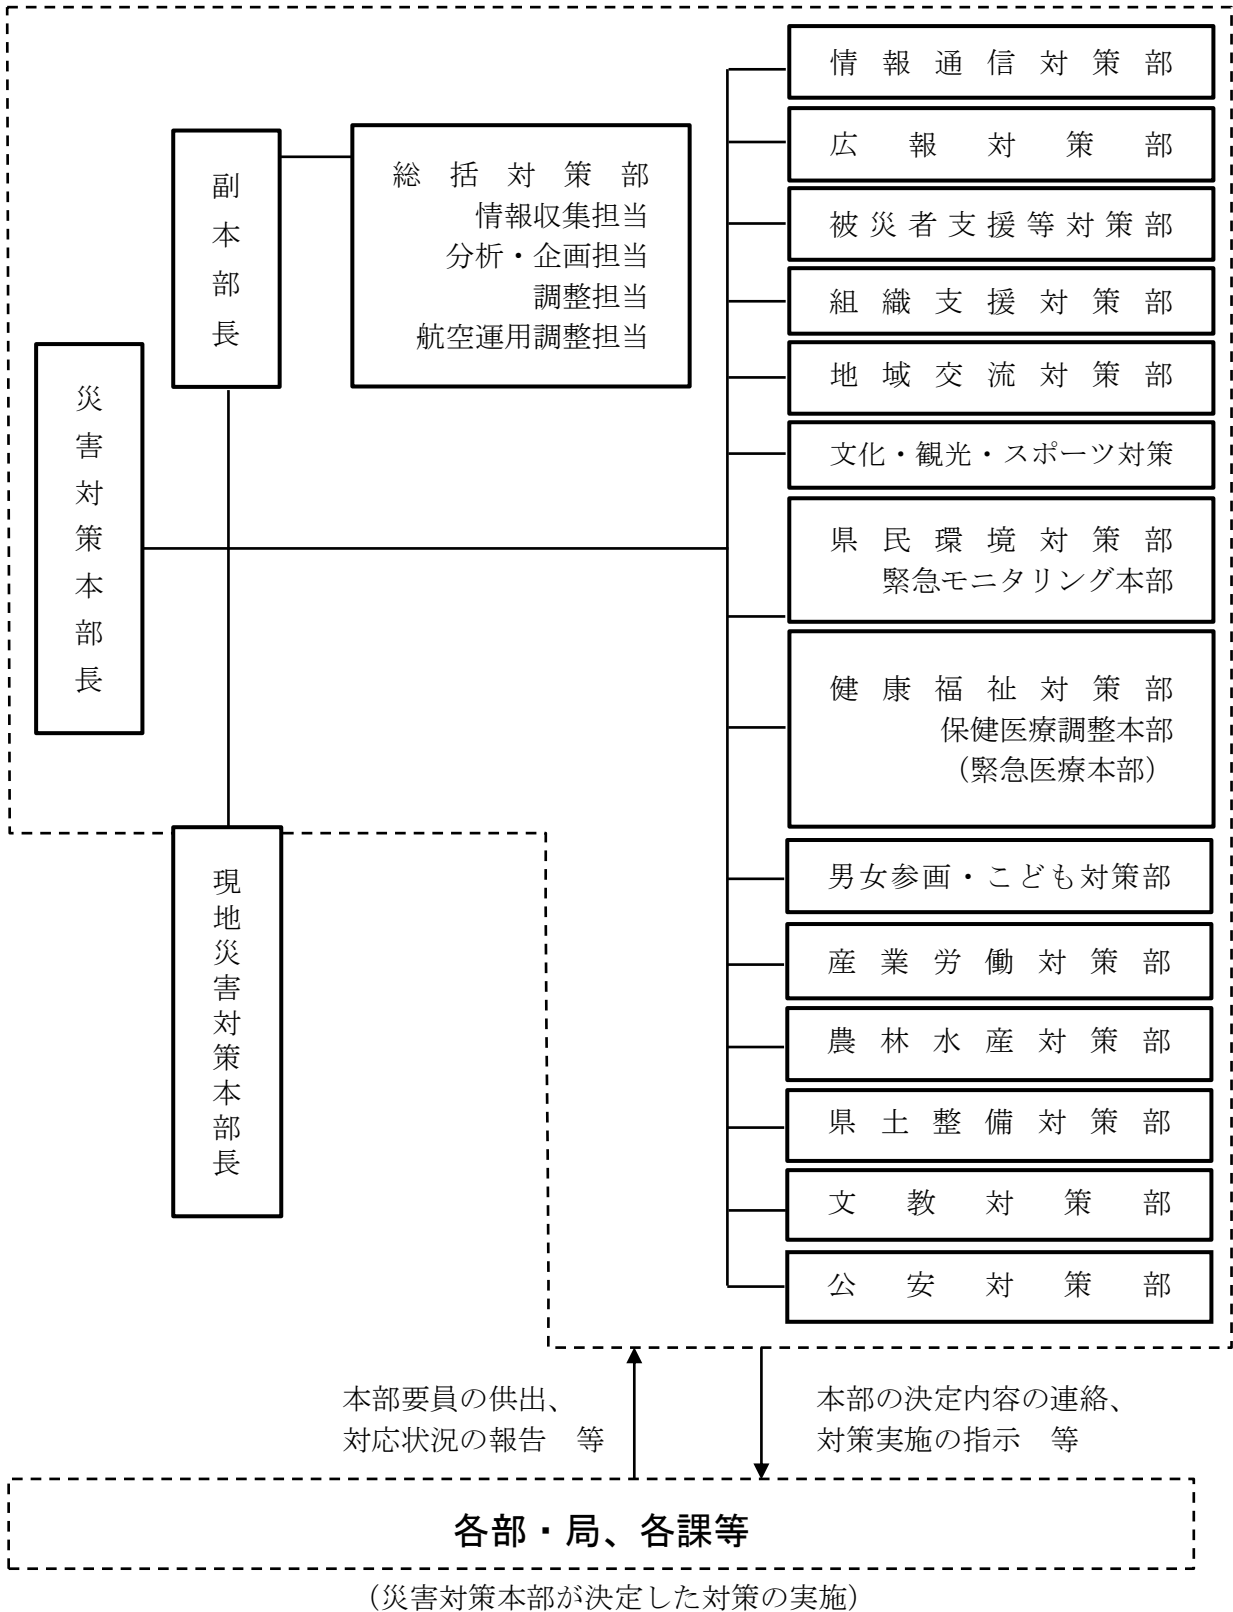 災害対策本部長
副本部長
総括対策部
情報収集担当
分析・企画担当
調整担当
航空運用調整担当
現地災害対策本部長
情報通信対策部
広報対策部
被災者支援等対策部
組織支援対策部
地域交流対策部
文化・観光・スポーツ対策
県民環境対策部
緊急モニタリング本部
健康福祉対策部
保健医療調整本部
（緊急医療本部）
男女参画・こども対策部
産業労働対策部
農林水産対策部
県土整備対策部
文教対策部
公安対策部
本部要員の供出、
対応状況の報告　等
本部の決定内容の連絡、
対策実施の指示　等
各部・局、各課等
（災害対策本部が決定した対策の実施）